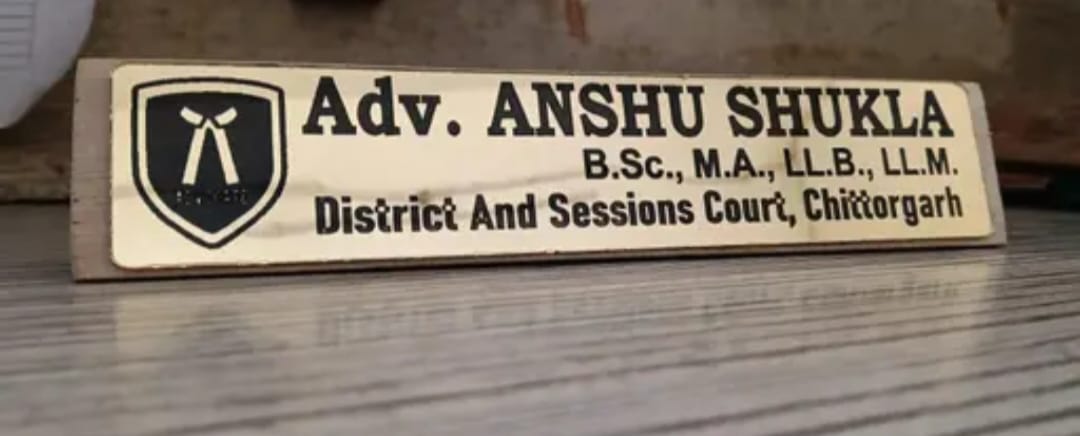 Adv. ANSHU SHUKLA
B.Sc., M.A., LL.B., LL.M.
District And Sessions Court, Chittorgarh